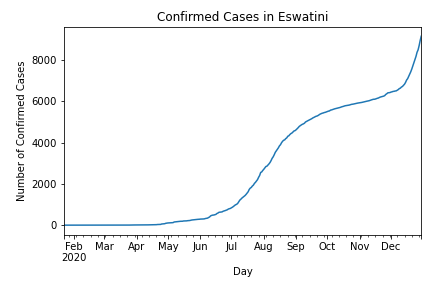 Confirmed Cases in Eswatini
Number of Confirmed Cases
8000
6000
4000
2000
0
Feb Mar Apr May Jun Jul Aug Sep Oct Nov Dec
2020
Day